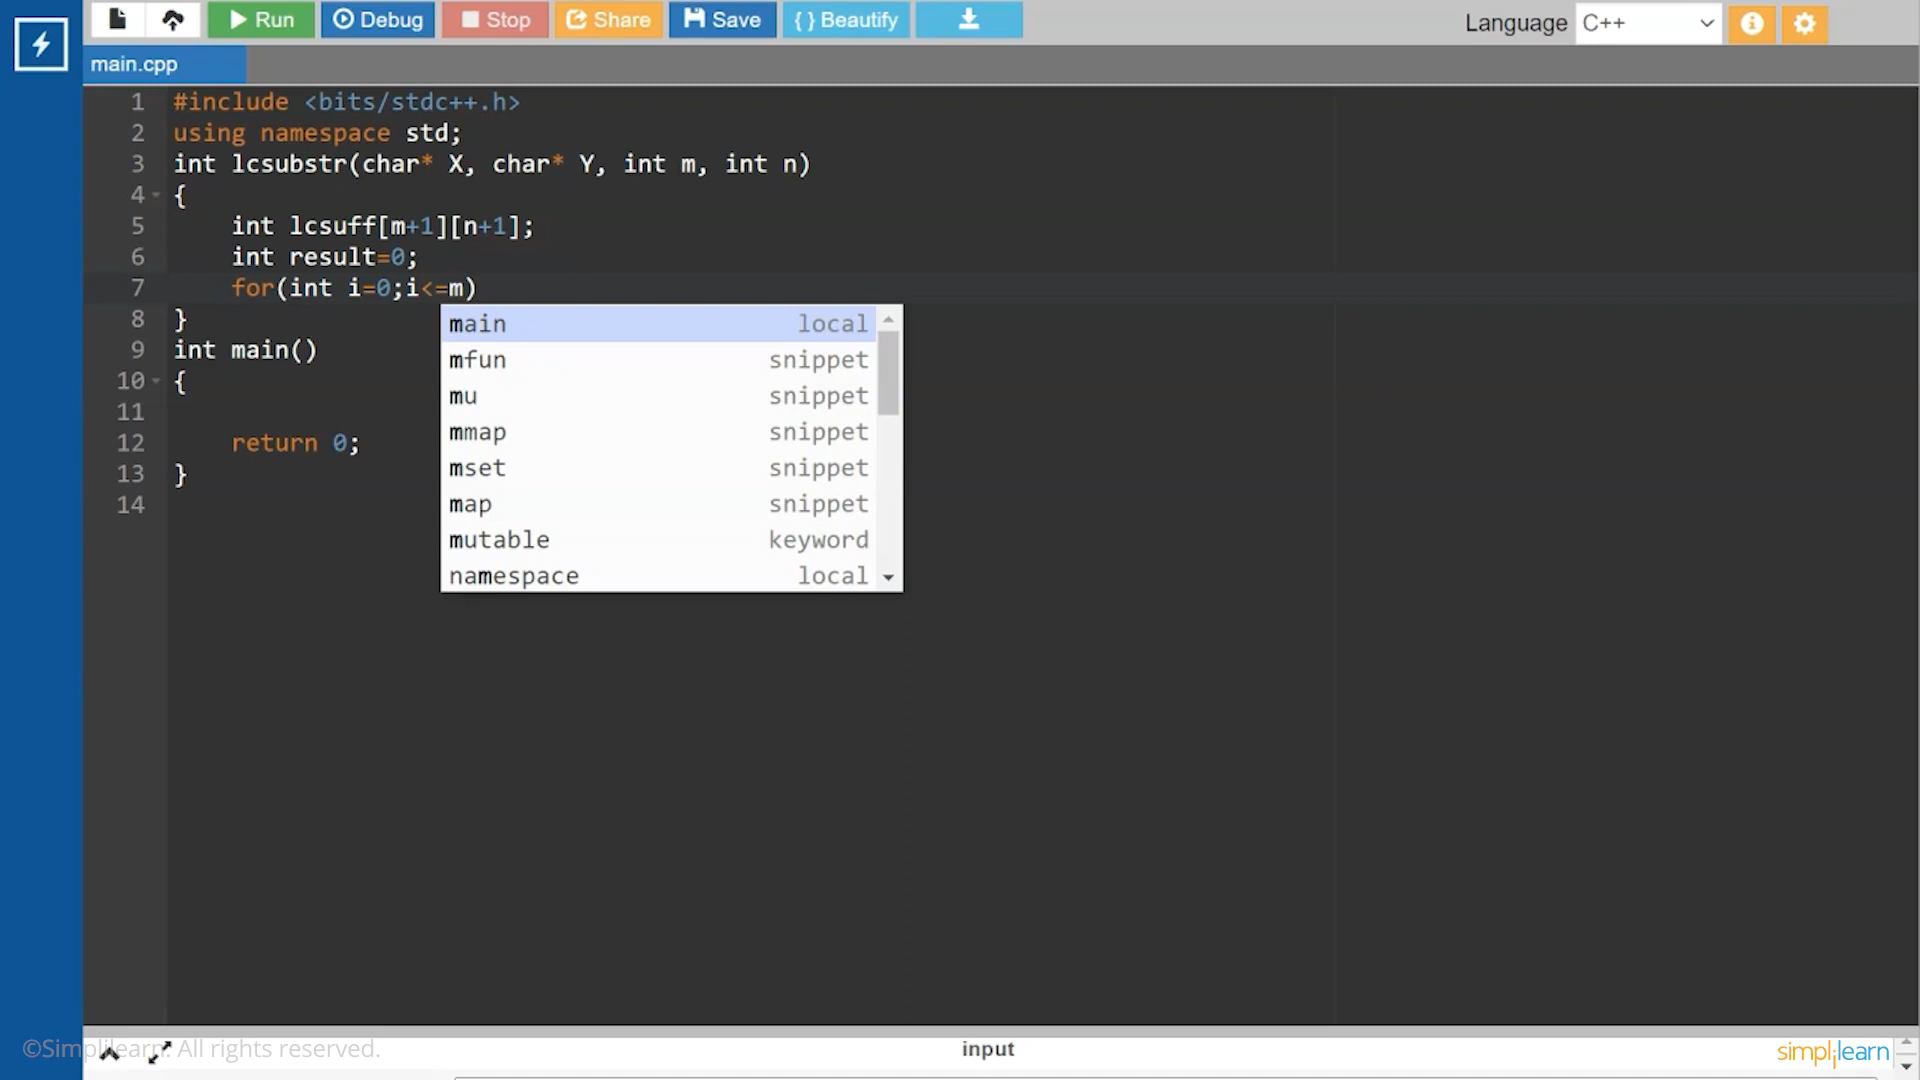 Run Debug Stop Share Save { } Beautify Language C++
main.cpp
1 #include <bits/stdc++.h>
2 using namespace std;
3 int lcsubstr(char* X, char* Y, int m, int n)
4 {
5 int lcsuff[m+1][n+1];
6 int result=0;
7 for(int i=0;i<=m)
8 }
9 int main()
10 {
11
12 return 0;
13 }
14
main local
mfun snippet
mu snippet
mmap snippet
mset snippet
map snippet
mutable keyword
namespace local
©Simplilearn. All rights reserved.
input
simplilearn